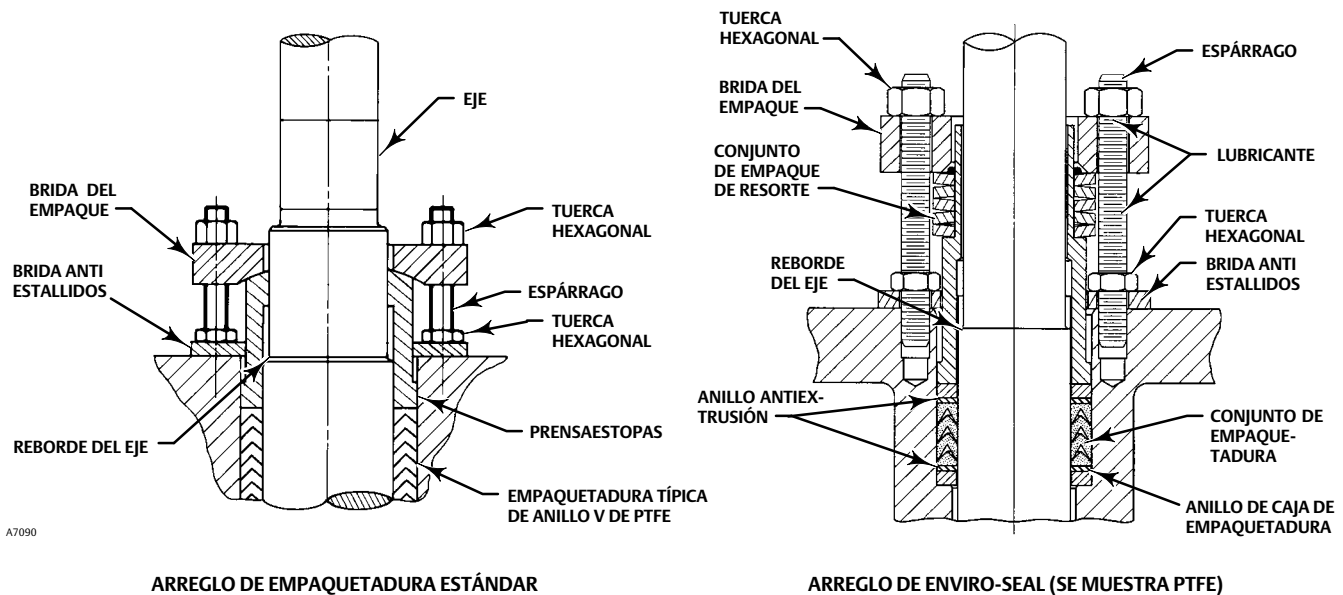 EJE
BRIDA DEL
EMPAQUE
BRIDA ANTI
ESTALLIDOS
REBORDE DEL EJE
TUERCA
HEXAGONAL
ESPÁRRAGO
TUERCA
HEXAGONAL
PRENSAESTOPAS
EMPAQUETADURA TÍPICA
DE ANILLO V DE PTFE
A7090
ARREGLO DE EMPAQUETADURA ESTÁNDAR
TUERCA
HEXAGONAL
BRIDA DEL
EMPAQUE
CONJUNTO
DE EMPAQUE
DE RESORTE
REBORDE
DEL EJE
ANILLO ANTIEX-
TRUSIÓN
ESPÁRRAGO
LUBRICANTE
TUERCA
HEXAGONAL
BRIDA ANTI
ESTALLIDOS
CONJUNTO DE
EMPAQUE-
TADURA
ANILLO DE CAJA DE
EMPAQUETADURA
ARREGLO DE ENVIRO-SEAL (SE MUESTRA PTFE)